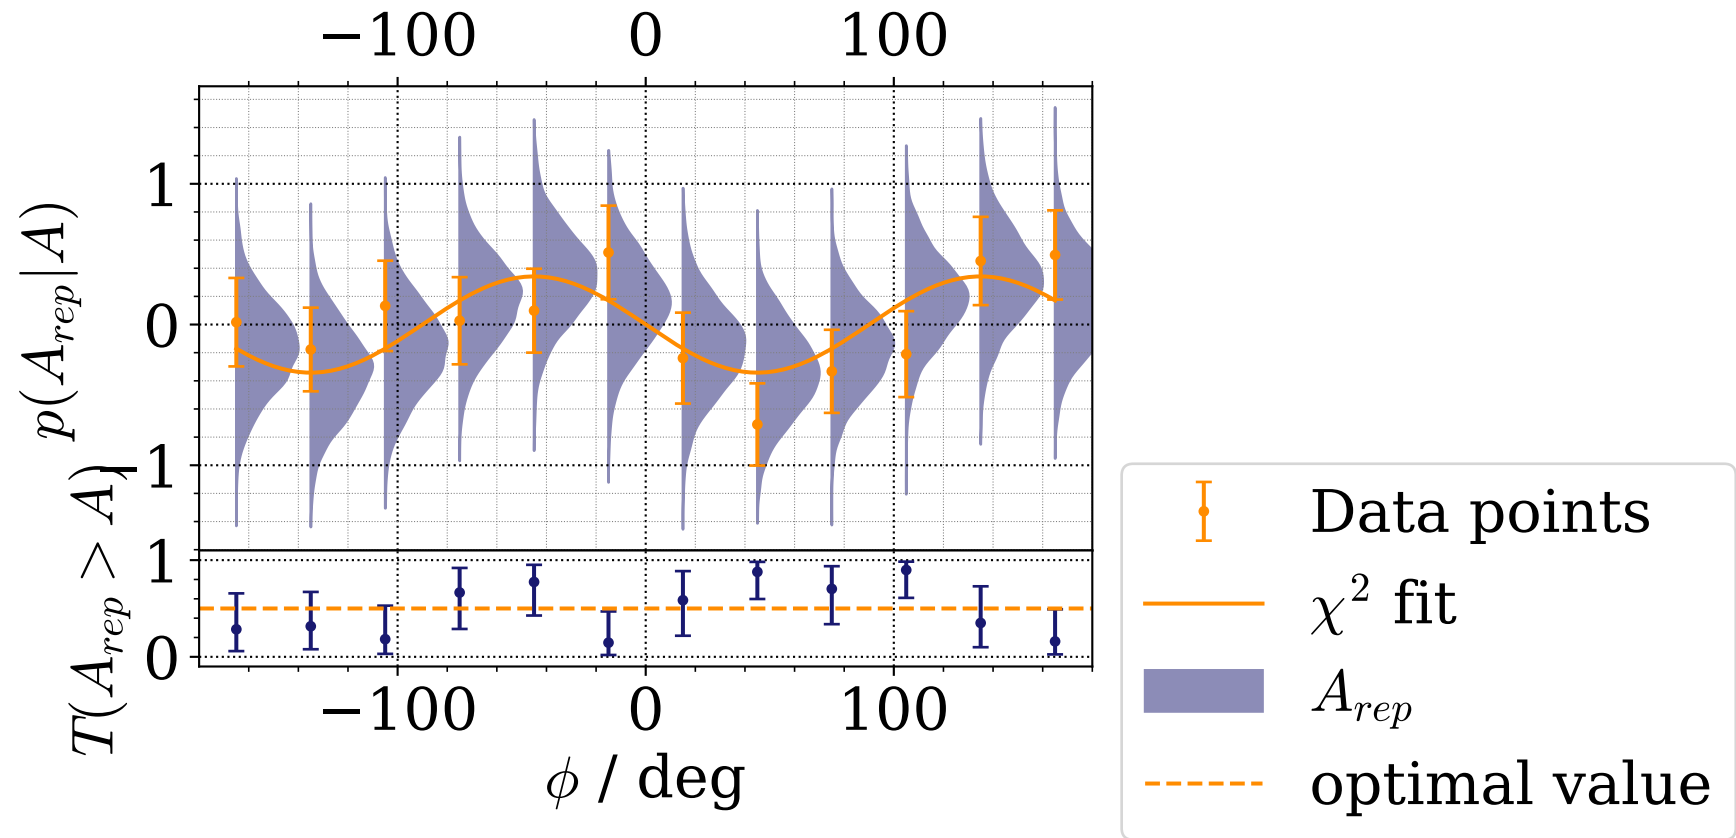 −100 0 100
p(A_rep|A)
1
0
−1
T(A_rep > A)
1
0
−100 0 100
ϕ / deg
Data points
χ² fit
A_rep
optimal value